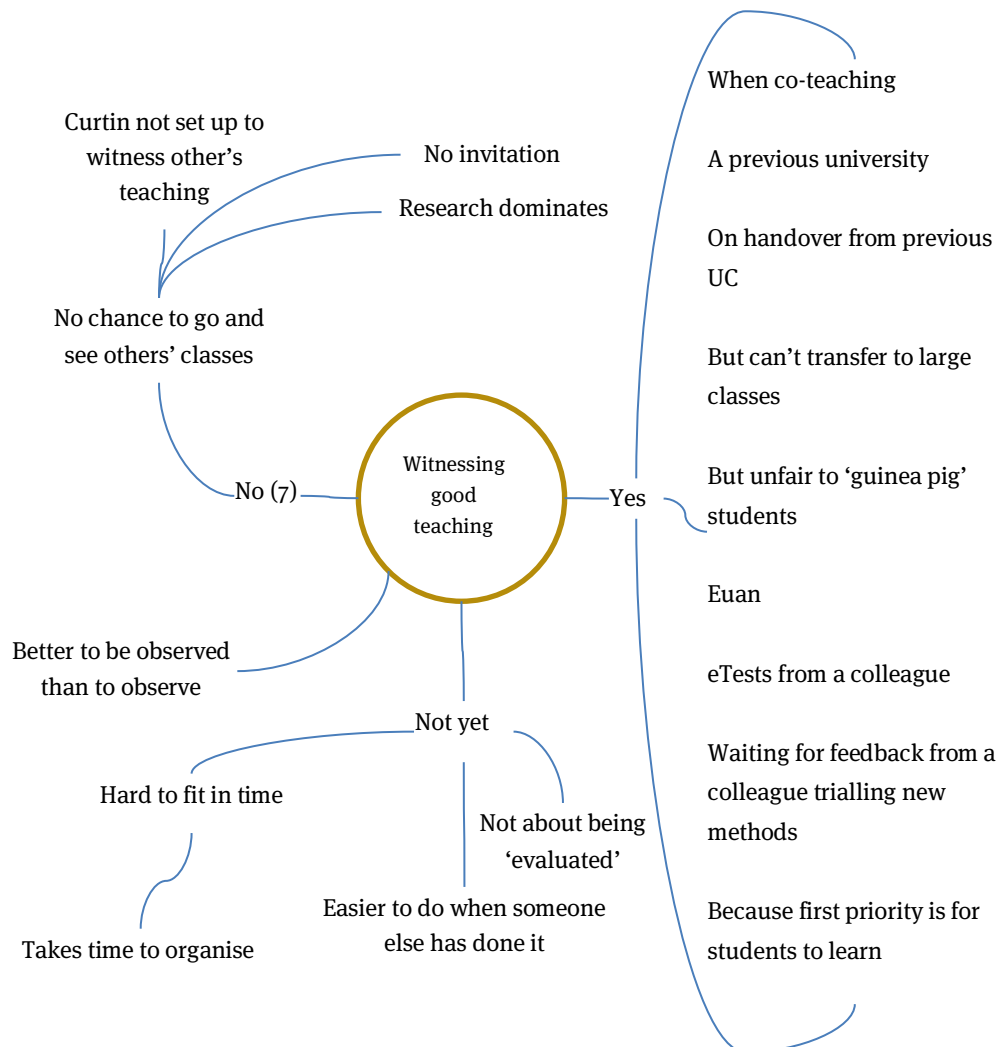 Curtin not set up to
witness other's
teaching
No invitation
Research dominates
No chance to go and
see others’ classes
No (7)
Witnessing
good
teaching
Yes
When co-teaching
A previous university
On handover from previous
UC
But can’t transfer to large
classes
But unfair to ‘guinea pig’
students
Euan
eTests from a colleague
Waiting for feedback from a
colleague trialling new
methods
Because first priority is for
students to learn
Better to be observed
than to observe
Not yet
Hard to fit in time
Takes time to organise
Not about being
‘evaluated’
Easier to do when someone
else has done it